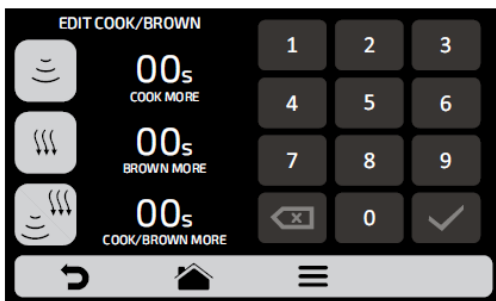 EDIT COOK/BROWN
00s
COOK MORE
00s
BROWN MORE
00s
COOK/BROWN MORE
1 2 3
4 5 6
7 8 9
0